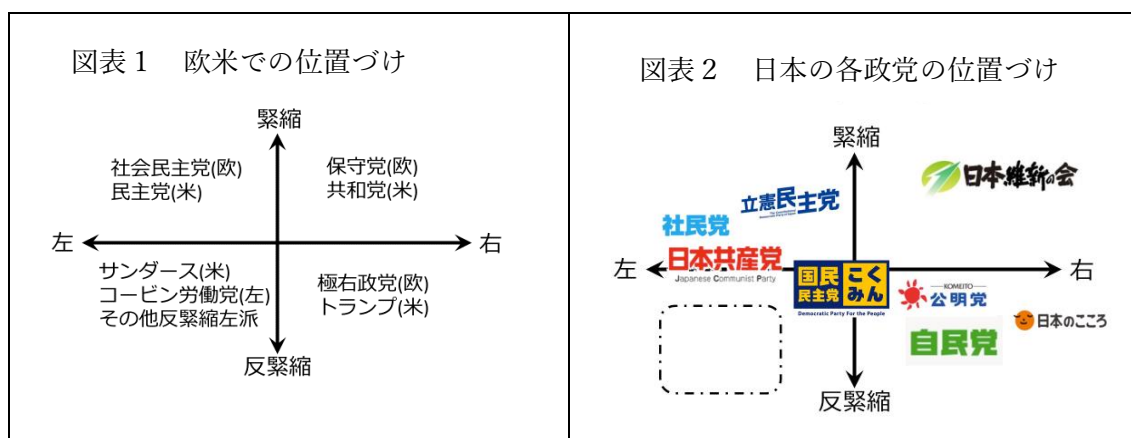 図表1 欧米での位置づけ
緊縮
社会民主党(欧)
民主党(米)
保守党(欧)
共和党(米)
左
右
サンダース(米)
コービン労働党(左)
その他反緊縮左派
極右政党(欧)
トランプ(米)
反緊縮
図表2 日本の各政党の位置づけ
緊縮
日本維新の会
立憲民主党
社民党
左
日本共産党
Japanese Communist Party
国民
民主党
こく
みん
Democratic Party For the People
右
KOMEITO
公明党
日本のこころ
自民党
反緊縮